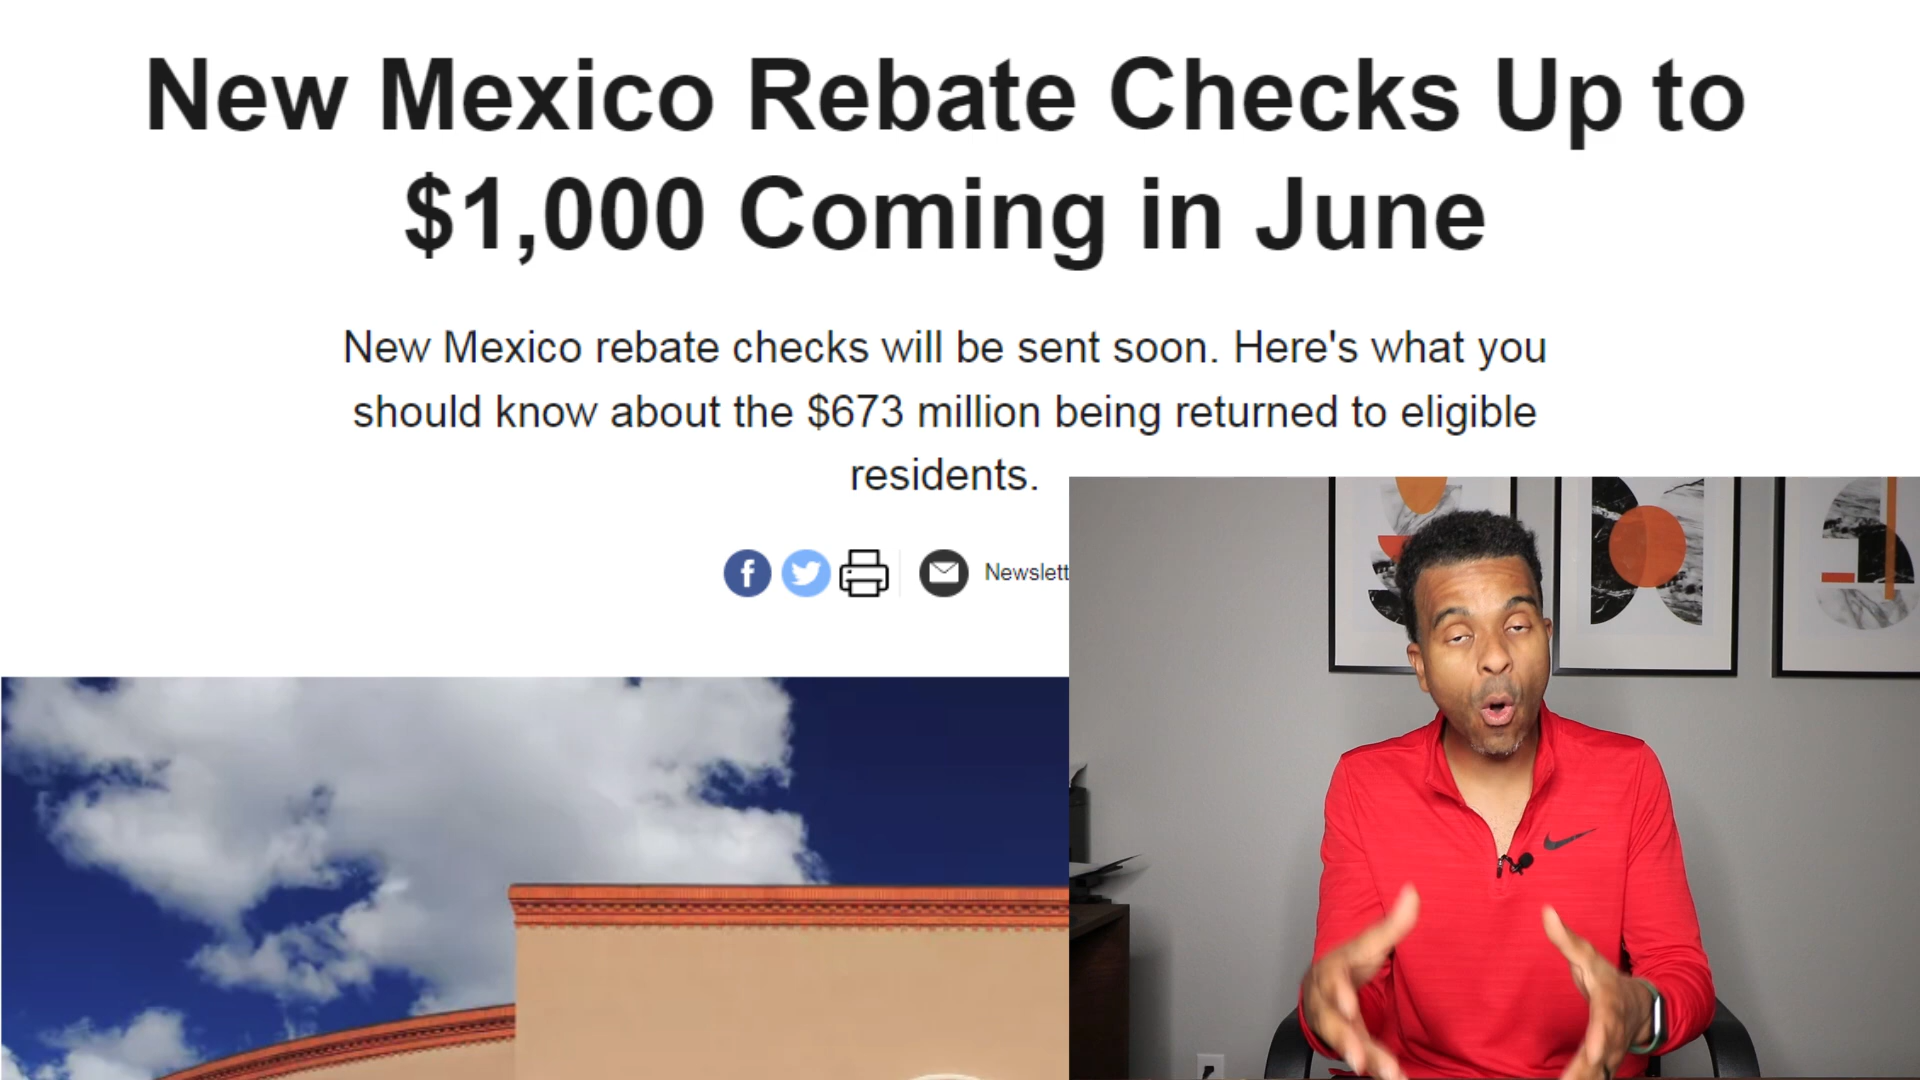 New Mexico Rebate Checks Up to
$1,000 Coming in June
New Mexico rebate checks will be sent soon. Here's what you
should know about the $673 million being returned to eligible
residents.
Newslett